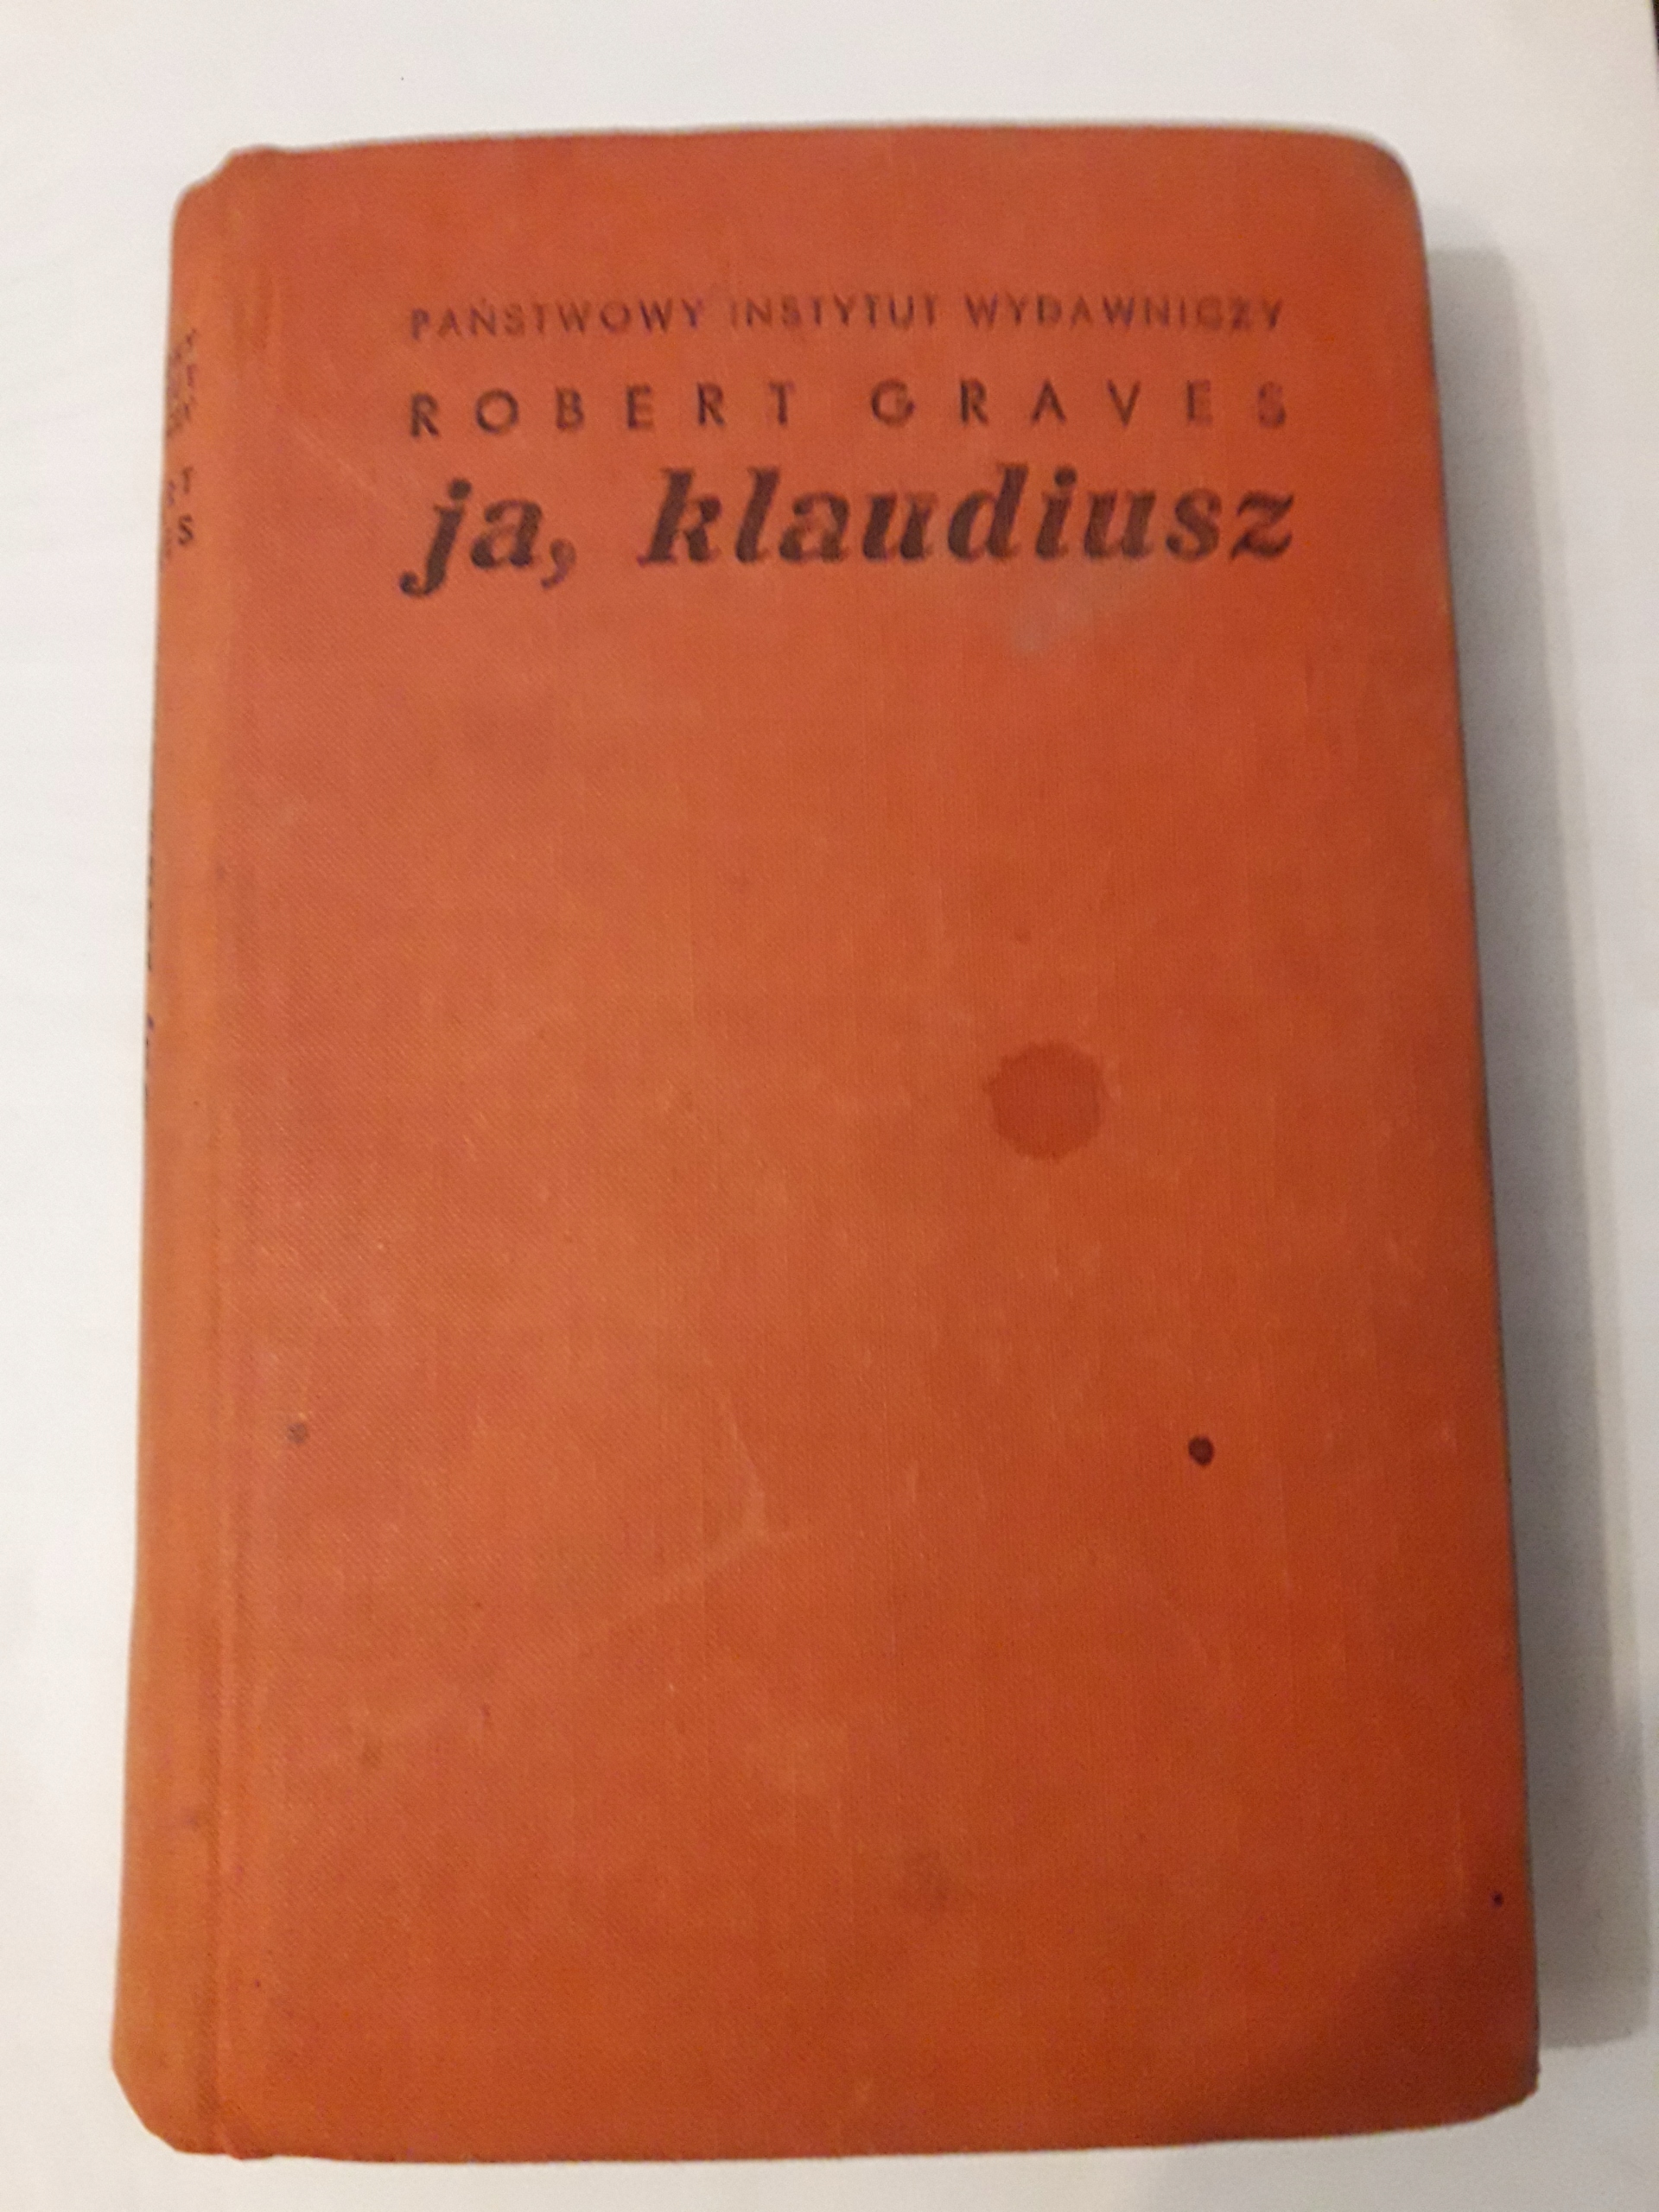 PAŃSTWOWY INSTYTUT WYDAWNICZY
ROBERT GRAVES
ja, klaudiusz